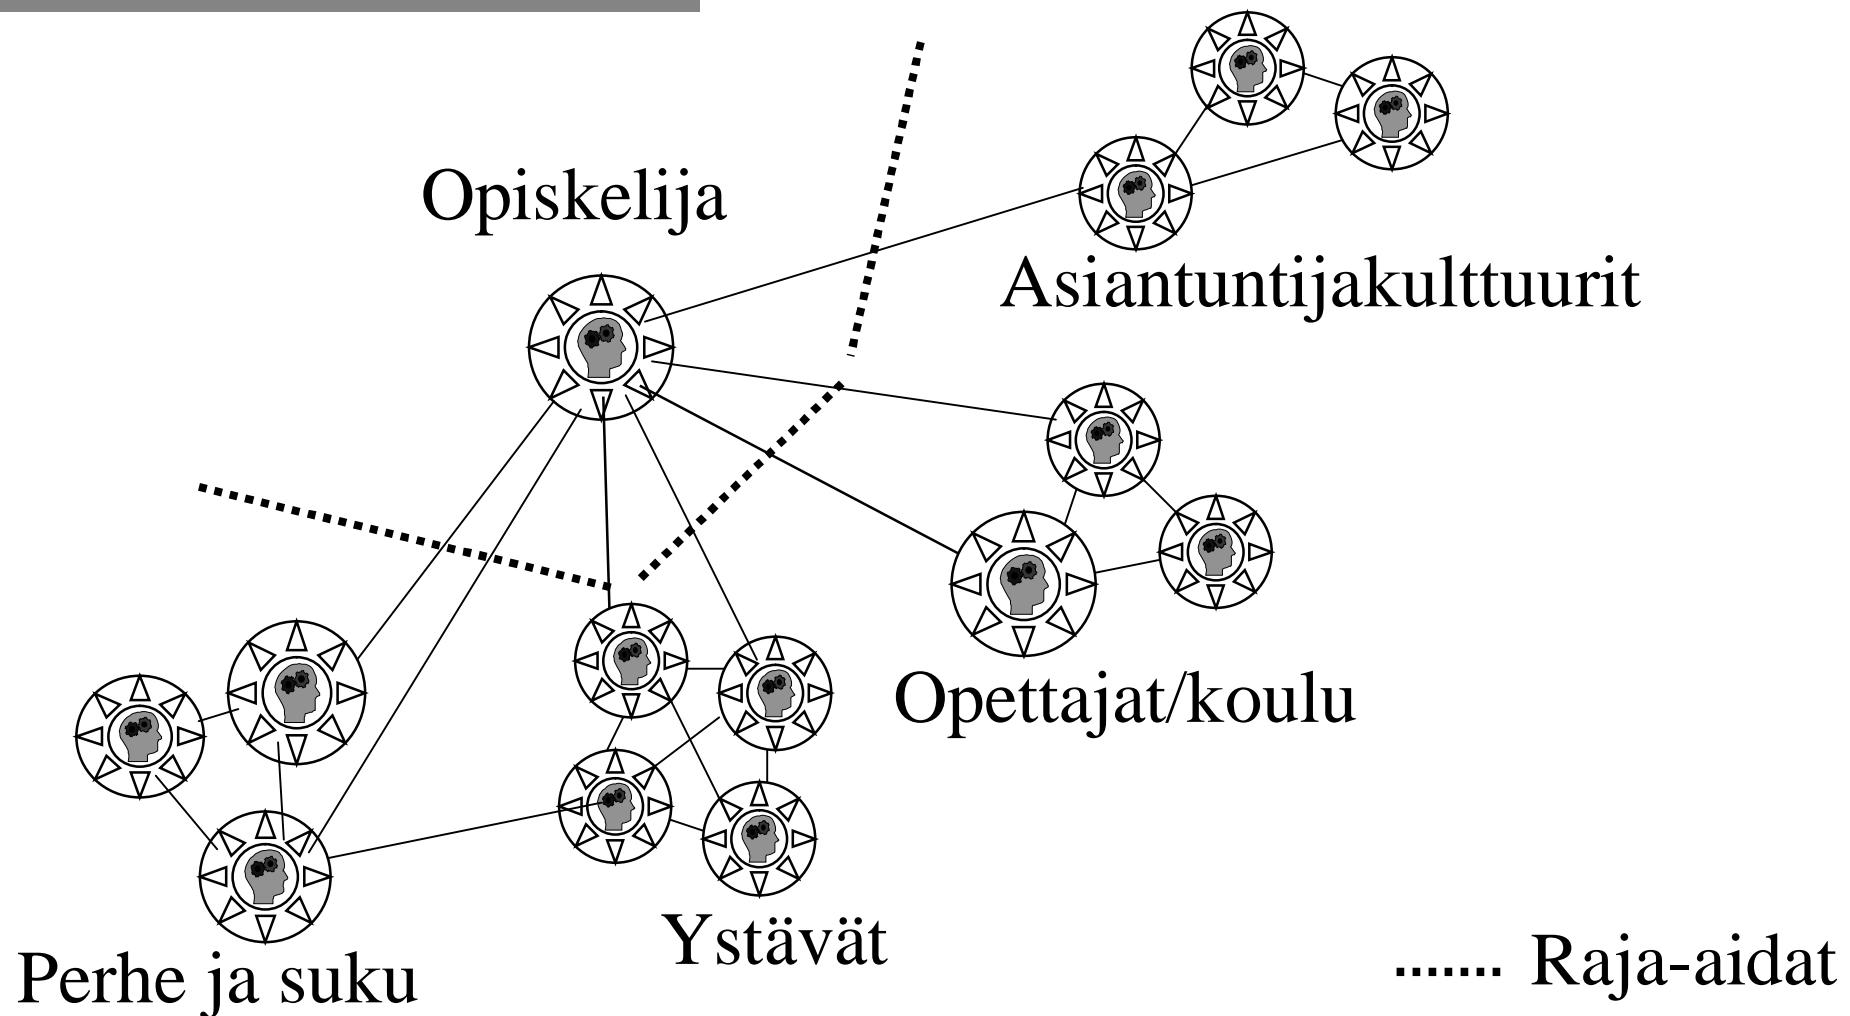 Opiskelija
Asiantuntijakulttuurit
Opettajat/koulu
Ystävät
Perhe ja suku
....... Raja-aidat